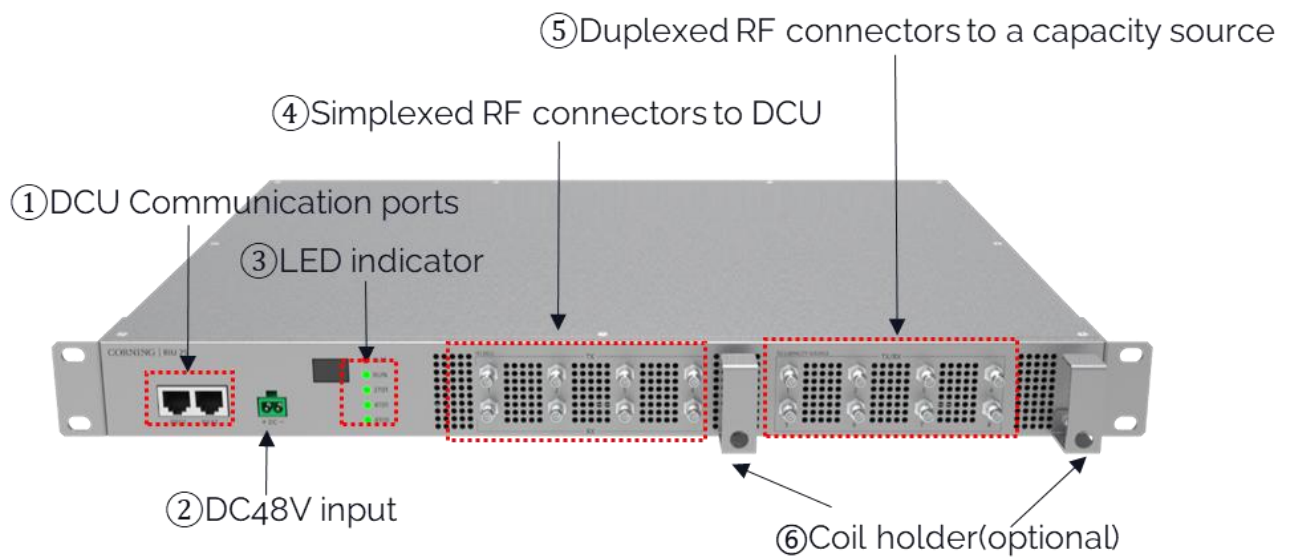 ⑤Duplexed RF connectors to a capacity source
④Simplexed RF connectors to DCU
①DCU Communication ports
③LED indicator
CORNING
TX
TX/RX
+ DC -
RX
②DC48V input
⑥Coil holder(optional)